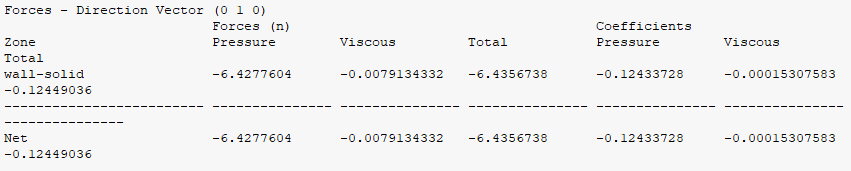 Forces - Direction Vector (0 1 0)
Forces (n) Coefficients
Zone Pressure Viscous Total Pressure Viscous
Total
wall-solid -6.4277604 -0.0079134332 -6.4356738 -0.12433728 -0.00015307583
-0.12449036
------------------------- --------------- --------------- --------------- --------------- ---------------
---------------
Net -6.4277604 -0.0079134332 -6.4356738 -0.12433728 -0.00015307583
-0.12449036